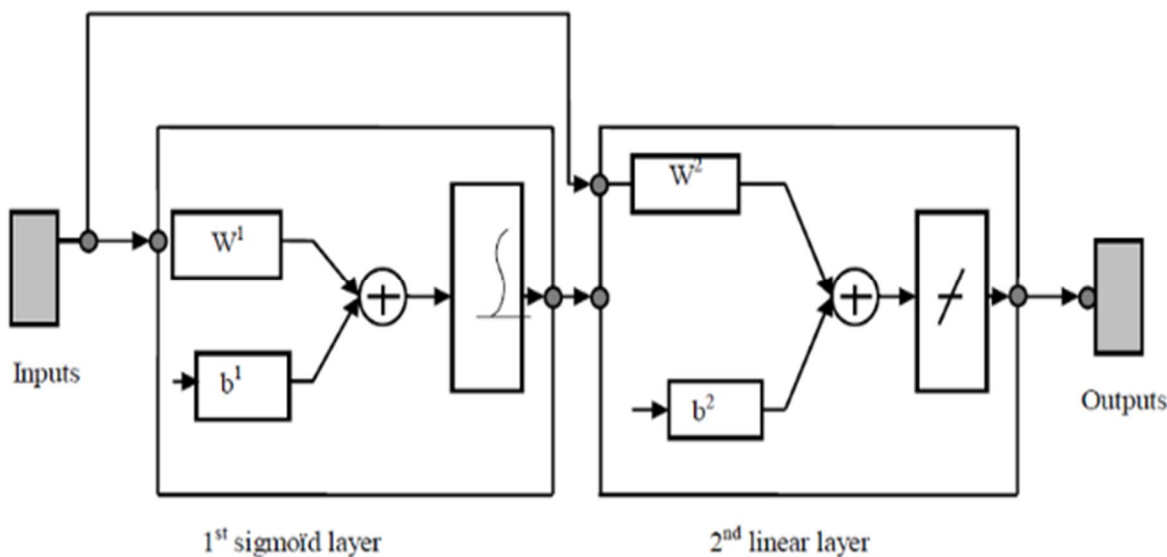 Inputs
W¹
b¹
1ˢᵗ sigmoïd layer
W²
b²
2ⁿᵈ linear layer
Outputs